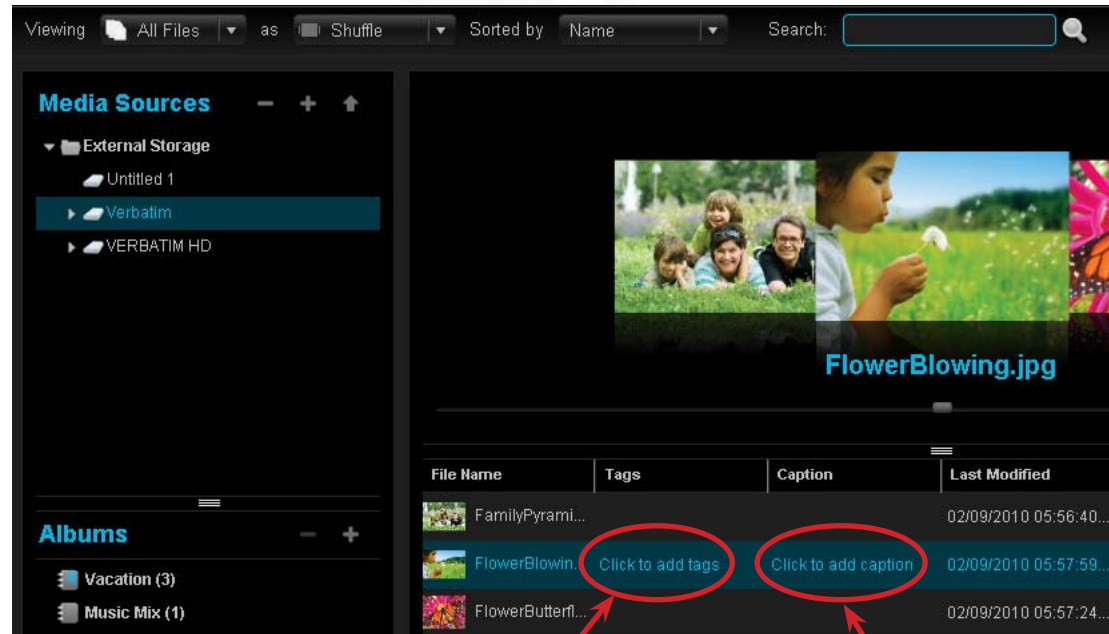 Viewing All Files as Shuffle Sorted by Name Search:
Media Sources
External Storage
Untitled 1
Verbatim
VERBATIM HD
Albums
Vacation (3)
Music Mix (1)
FlowerBlowing.jpg
File Name Tags Caption Last Modified
FamilyPyrami... 02/09/2010 05:56:40...
FlowerBlowin... Click to add tags Click to add caption 02/09/2010 05:57:59...
FlowerButterfl... 02/09/2010 05:57:24...